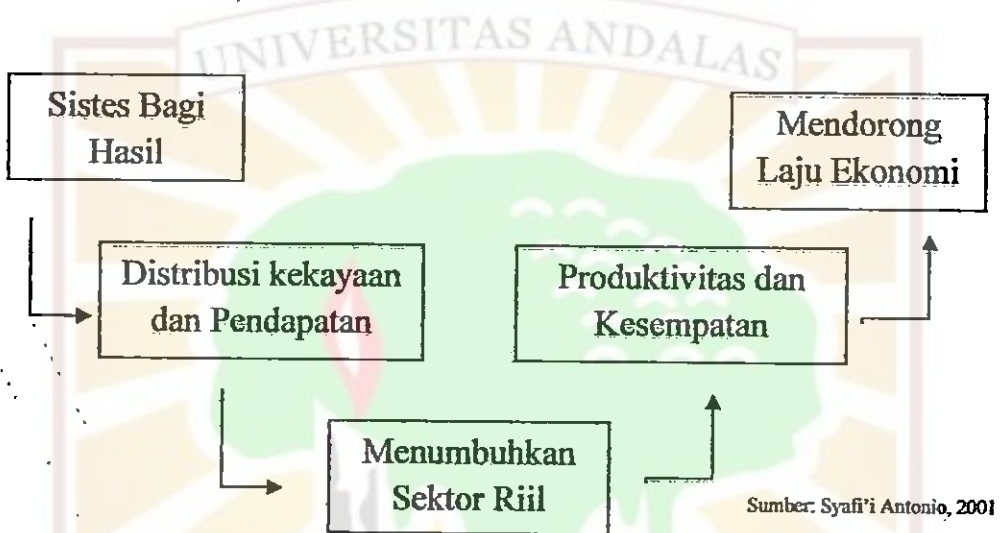 UNIVERSITAS ANDALAS
Sistes Bagi
Hasil
Mendorong
Laju Ekonomi
Distribusi kekayaan
dan Pendapatan
Produktivitas dan
Kesempatan
Menumbuhkan
Sektor Riil
Sumber: Syafi'i Antonio, 2001